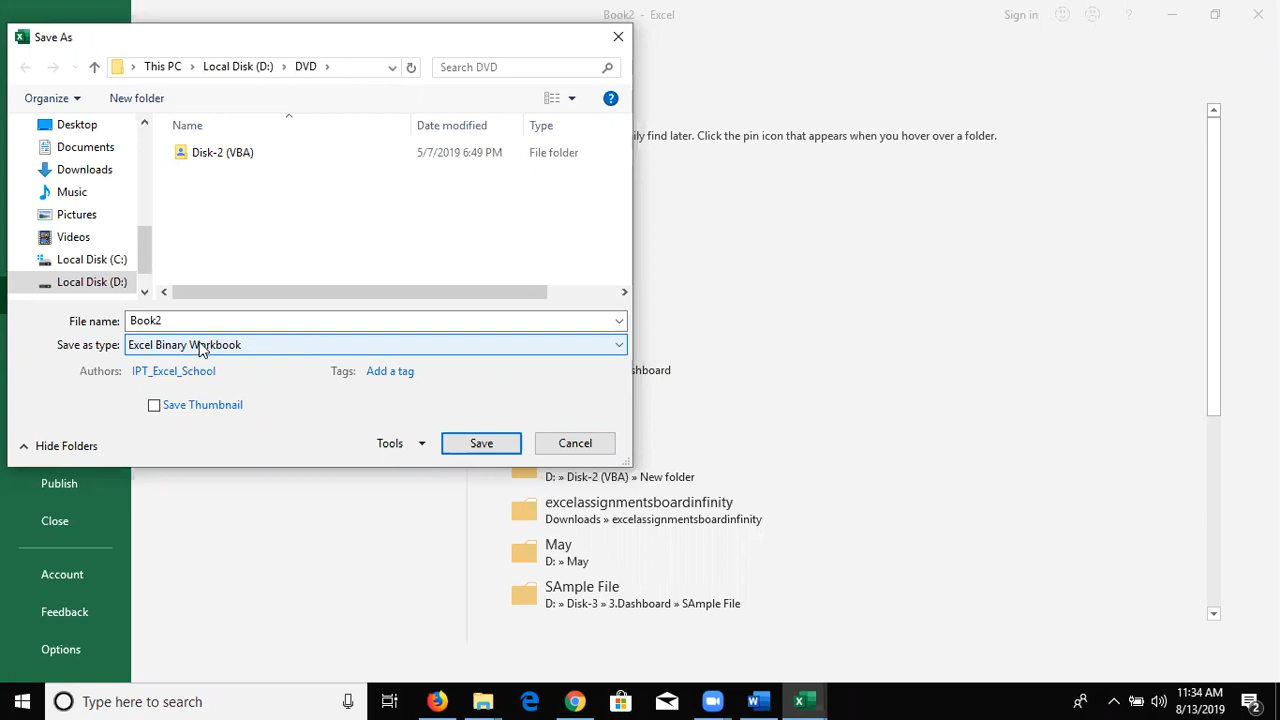 Book2 - Excel
Sign in
?
Save As
This PC
Local Disk (D:)
DVD
Search DVD
Organize
New folder
?
Desktop
Documents
Downloads
Music
Pictures
Videos
Local Disk (C:)
Local Disk (D:)
Name
Date modified
Type
Disk-2 (VBA)
5/7/2019 6:49 PM
File folder
File name:
Book2
Save as type:
Excel Binary Workbook
Authors:
IPT_Excel_School
Tags:
Add a tag
Save Thumbnail
Hide Folders
Tools
Save
Cancel
ily find later. Click the pin icon that appears when you hover over a folder.
shboard
D: » Disk-2 (VBA) » New folder
excelassignmentsboardinfinity
Downloads » excelassignmentsboardinfinity
May
D: » May
SAmple File
D: » Disk-3 » 3.Dashboard » SAmple File
Publish
Close
Account
Feedback
Options
Type here to search
11:34 AM
8/13/2019
2